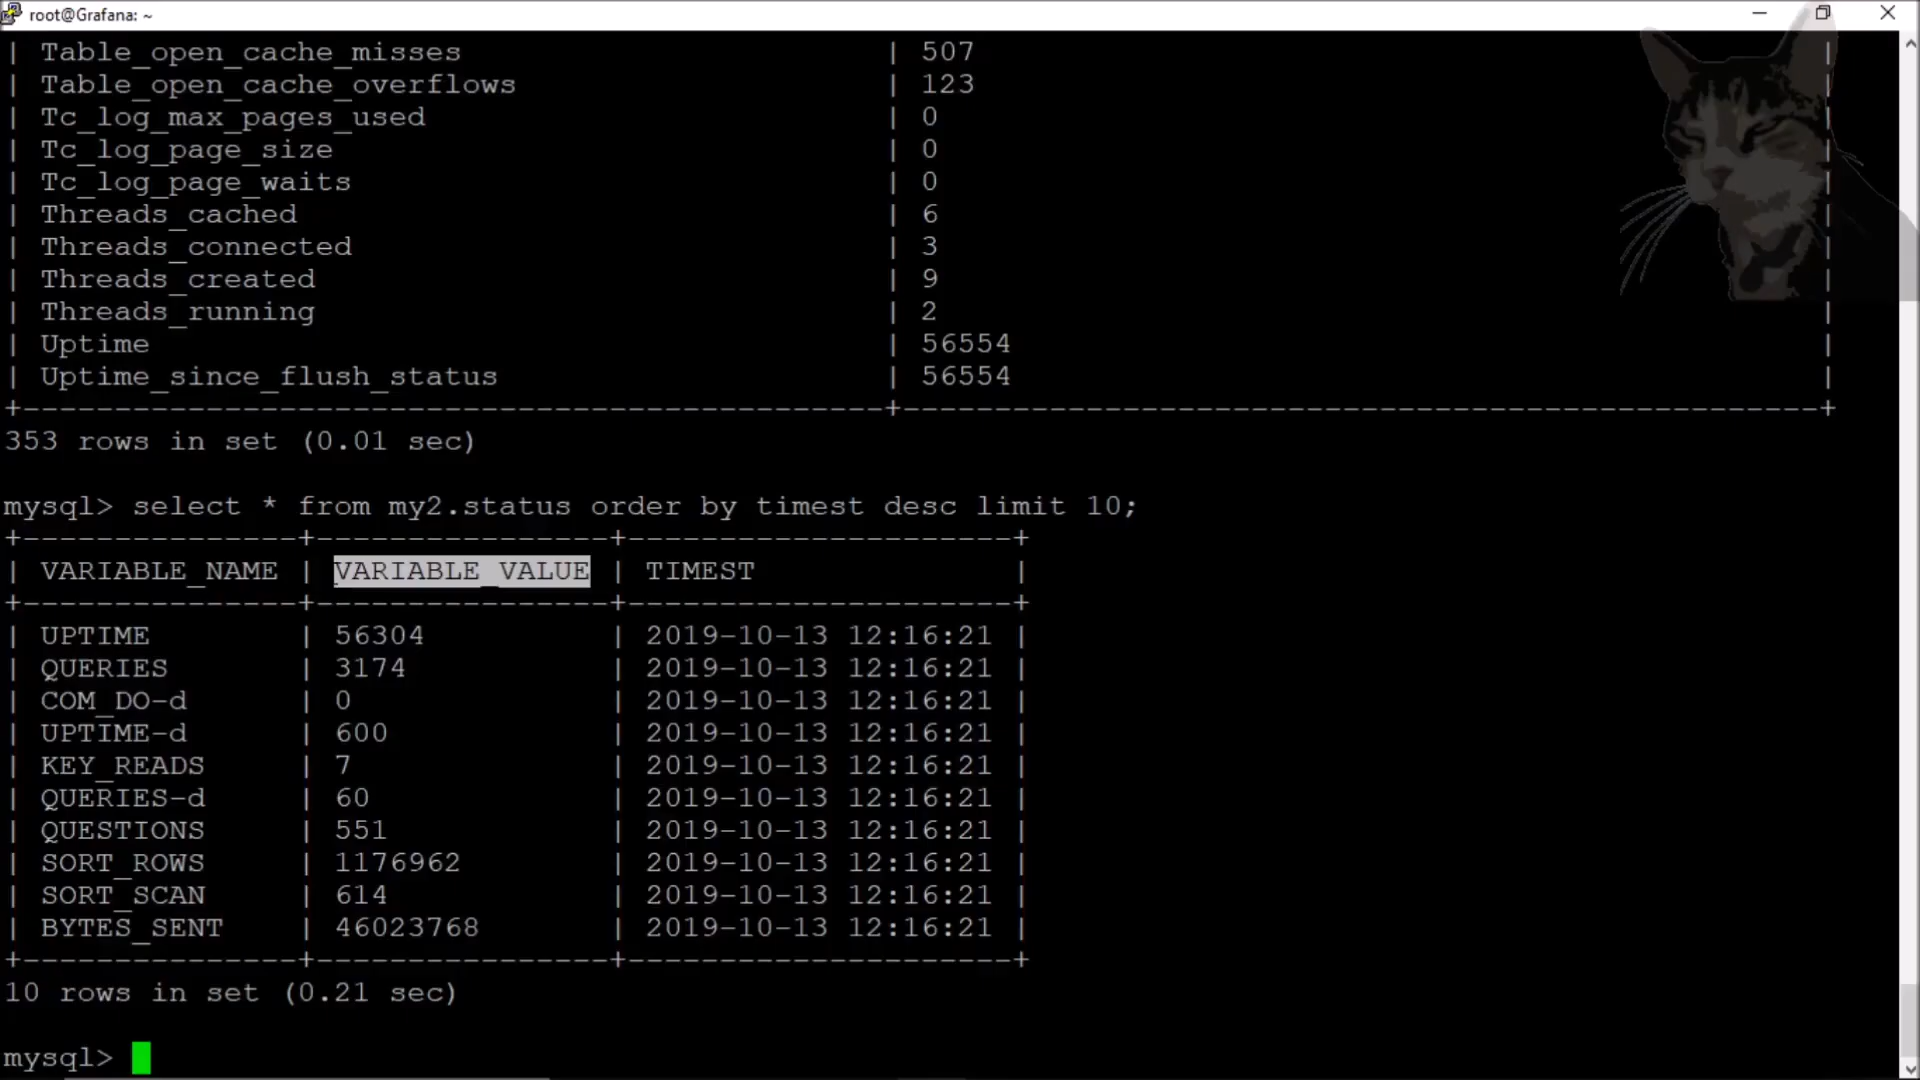 root@Grafana: ~
| Table_open_cache_misses | 507 |
| Table_open_cache_overflows | 123 |
| Tc_log_max_pages_used | 0 |
| Tc_log_page_size | 0 |
| Tc_log_page_waits | 0 |
| Threads_cached | 6 |
| Threads_connected | 3 |
| Threads_created | 9 |
| Threads_running | 2 |
| Uptime | 56554 |
| Uptime_since_flush_status | 56554 |
+-----------------------------------------------+--------------------------------------------------+
353 rows in set (0.01 sec)
mysql> select * from my2.status order by timest desc limit 10;
+---------------+----------------+---------------------+
| VARIABLE_NAME | VARIABLE_VALUE | TIMEST |
+---------------+----------------+---------------------+
| UPTIME | 56304 | 2019-10-13 12:16:21 |
| QUERIES | 3174 | 2019-10-13 12:16:21 |
| COM_DO-d | 0 | 2019-10-13 12:16:21 |
| UPTIME-d | 600 | 2019-10-13 12:16:21 |
| KEY_READS | 7 | 2019-10-13 12:16:21 |
| QUERIES-d | 60 | 2019-10-13 12:16:21 |
| QUESTIONS | 551 | 2019-10-13 12:16:21 |
| SORT_ROWS | 1176962 | 2019-10-13 12:16:21 |
| SORT_SCAN | 614 | 2019-10-13 12:16:21 |
| BYTES_SENT | 46023768 | 2019-10-13 12:16:21 |
+---------------+----------------+---------------------+
10 rows in set (0.21 sec)
mysql>